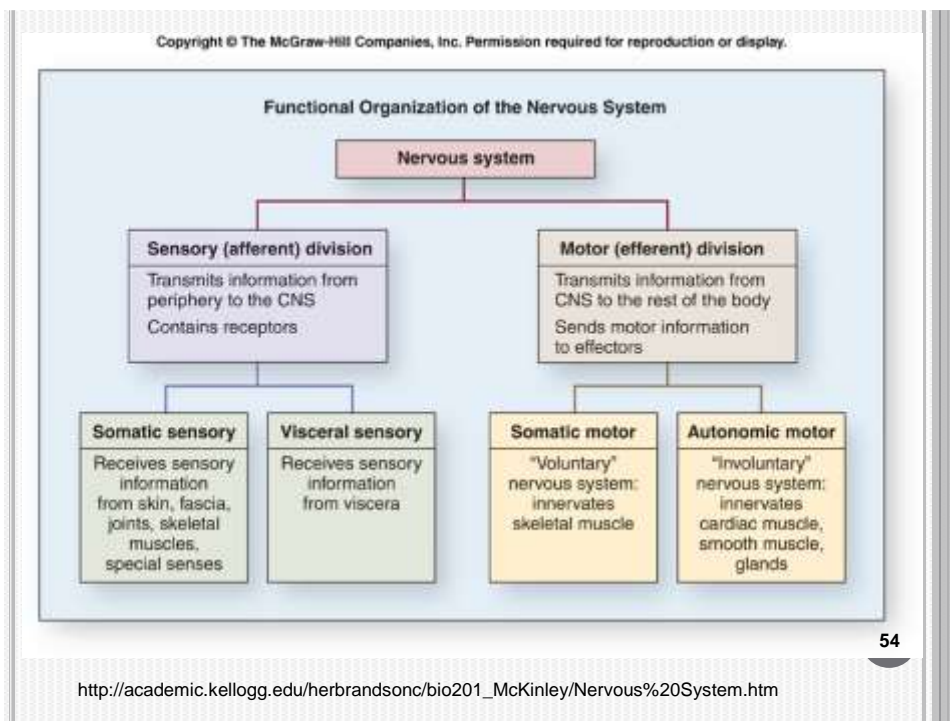 Copyright © The McGraw-Hill Companies, Inc. Permission required for reproduction or display.
Functional Organization of the Nervous System
Nervous system
Sensory (afferent) division
Transmits information from
periphery to the CNS
Contains receptors
Motor (efferent) division
Transmits information from
CNS to the rest of the body
Sends motor information
to effectors
Somatic sensory
Receives sensory
information
from skin, fascia,
joints, skeletal
muscles,
special senses
Visceral sensory
Receives sensory
information
from viscera
Somatic motor
"Voluntary"
nervous system:
innervates
skeletal muscle
Autonomic motor
"Involuntary"
nervous system:
innervates
cardiac muscle,
smooth muscle,
glands
54
http://academic.kellogg.edu/herbrandsonc/bio201_McKinley/Nervous%20System.htm